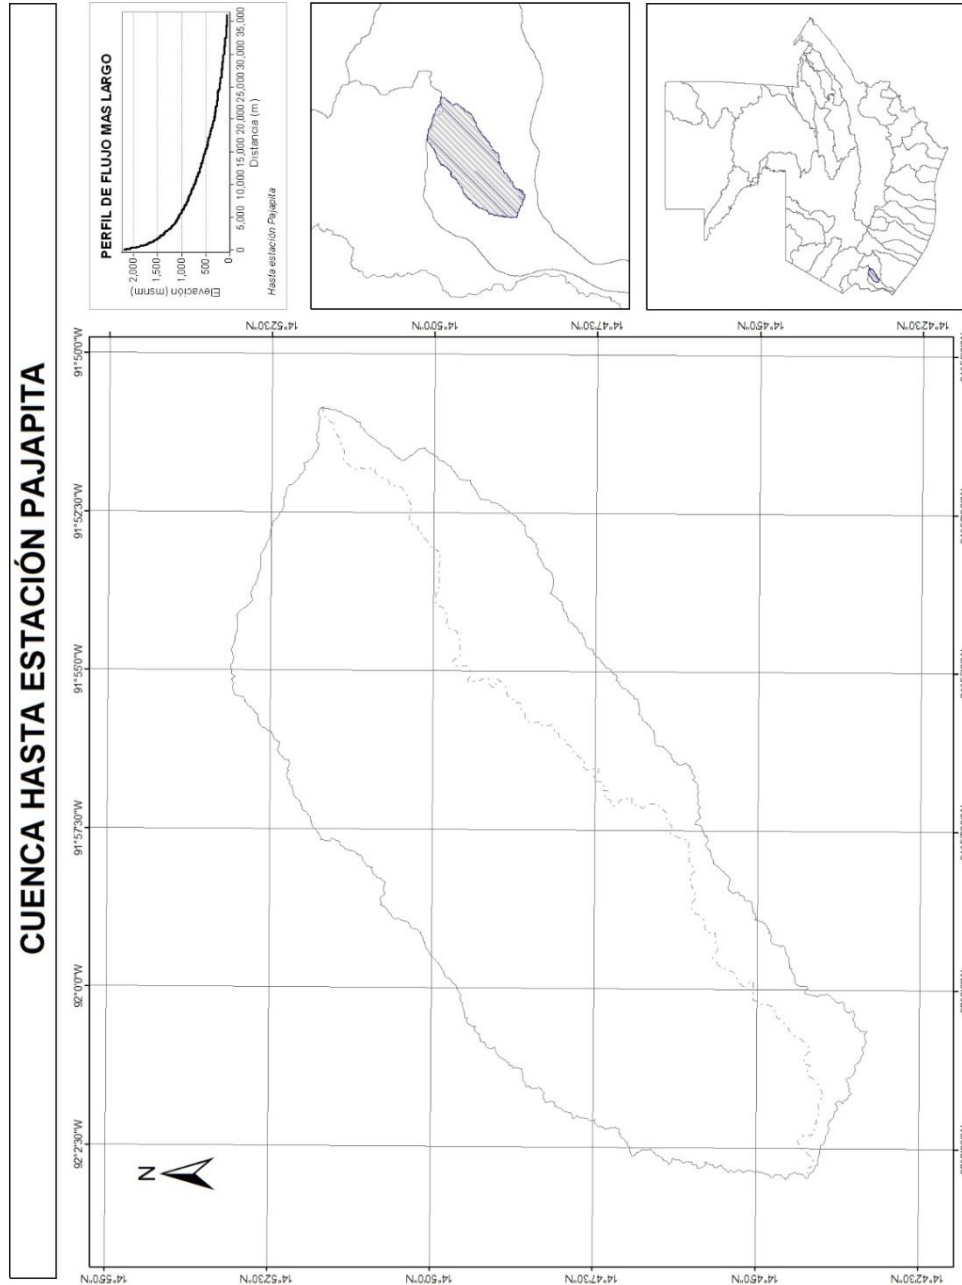 CUENCA HASTA ESTACIÓN PAJAPITA
92°2'30"W
92°0'0"W
91°57'30"W
91°55'0"W
91°52'30"W
91°50'0"W
N
14°55'0"N
14°52'30"N
14°50'0"N
14°47'30"N
14°45'0"N
14°42'30"N
14°52'30"N
14°50'0"N
14°47'30"N
14°45'0"N
14°42'30"N
PERFIL DE FLUJO MAS LARGO
Elevación (msnm)
2,000
1,500
1,000
500
0
0 5,000 10,000 15,000 20,000 25,000 30,000 35,000
Distancia (m)
Hasta estación Pajapita